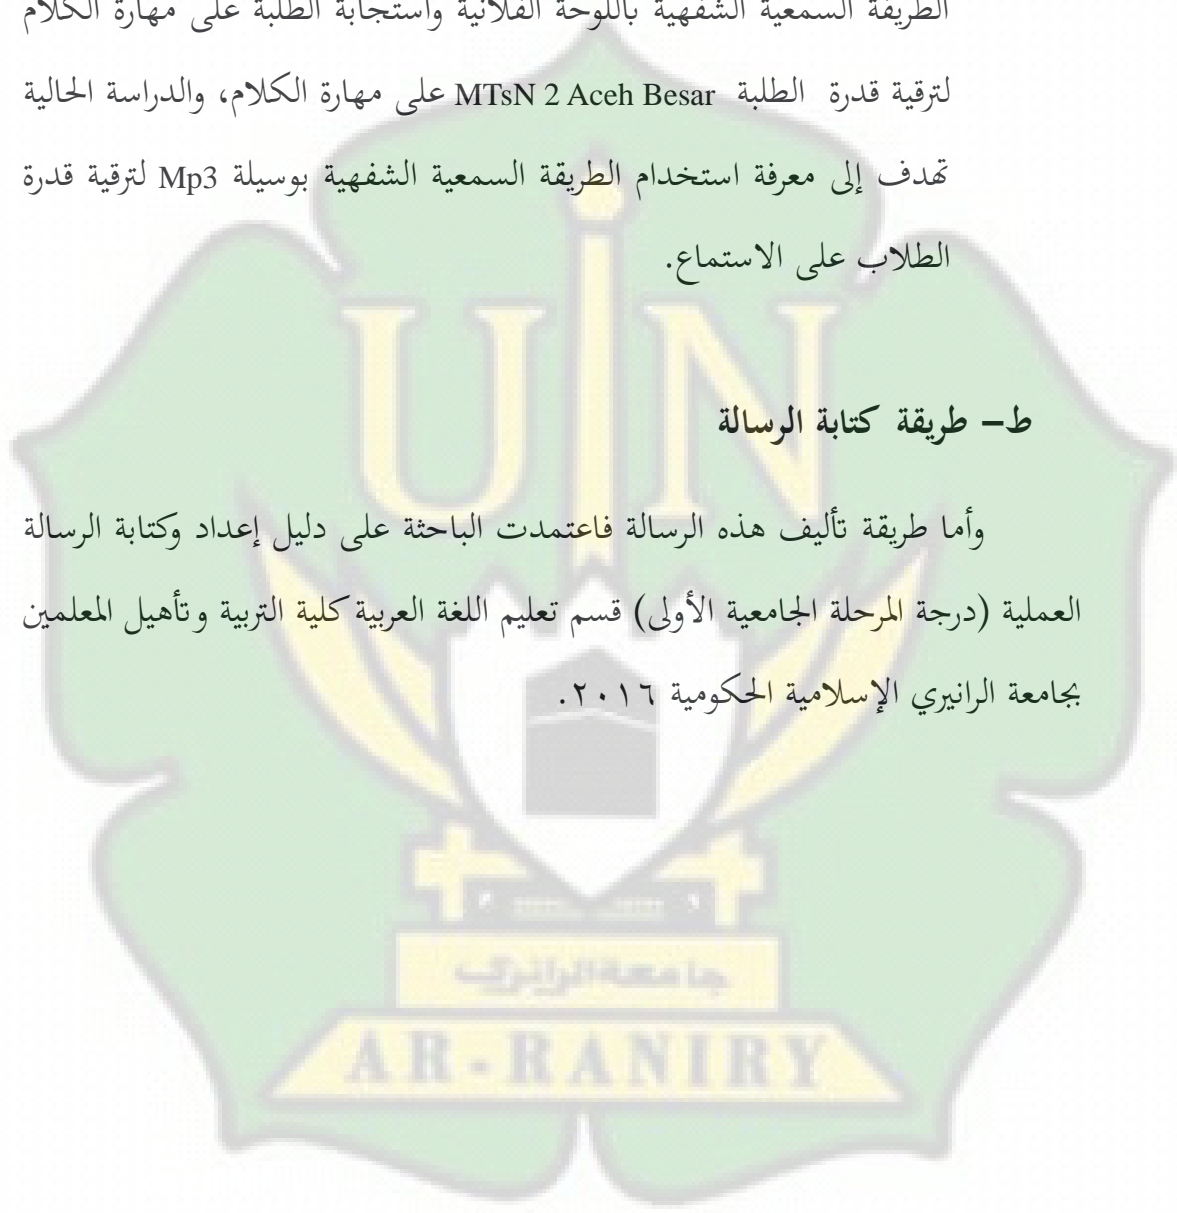 الطريقة السمعية الشفهية باللوحة الفلانية واستجابة الطلبة على مهارة الكلام
لترقية قدرة الطلبة MTsN 2 Aceh Besar على مهارة الكلام، والدراسة الحالية
تهدف إلى معرفة استخدام الطريقة السمعية الشفهية بوسيلة Mp3 لترقية قدرة
الطلاب على الاستماع.
ط– طريقة كتابة الرسالة
وأما طريقة تأليف هذه الرسالة فاعتمدت الباحثة على دليل إعداد وكتابة الرسالة
العملية (درجة المرحلة الجامعية الأولى) قسم تعليم اللغة العربية كلية التربية وتأهيل المعلمين
بجامعة الرانيري الإسلامية الحكومية ٢٠١٦.
UIN
جامعة الرانري
AR-RANIRY